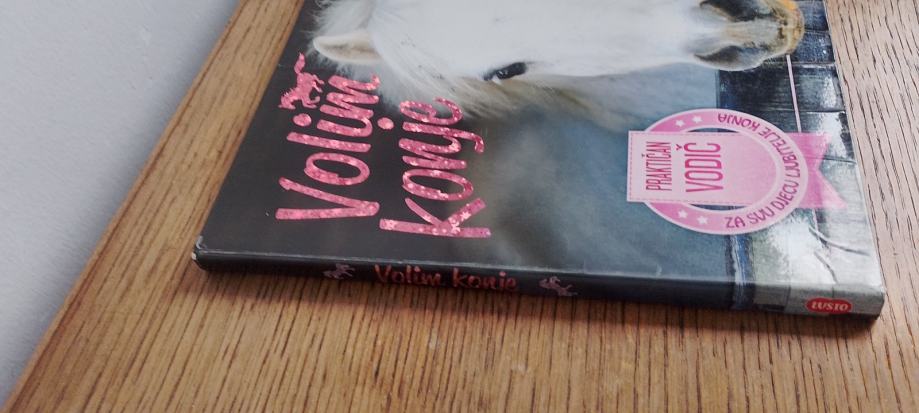 Volim
konje
PRAKTIČAN
VODIČ
ZA SVU DJECU LJUBITELJE KONJA
Volim konje
LUSIO